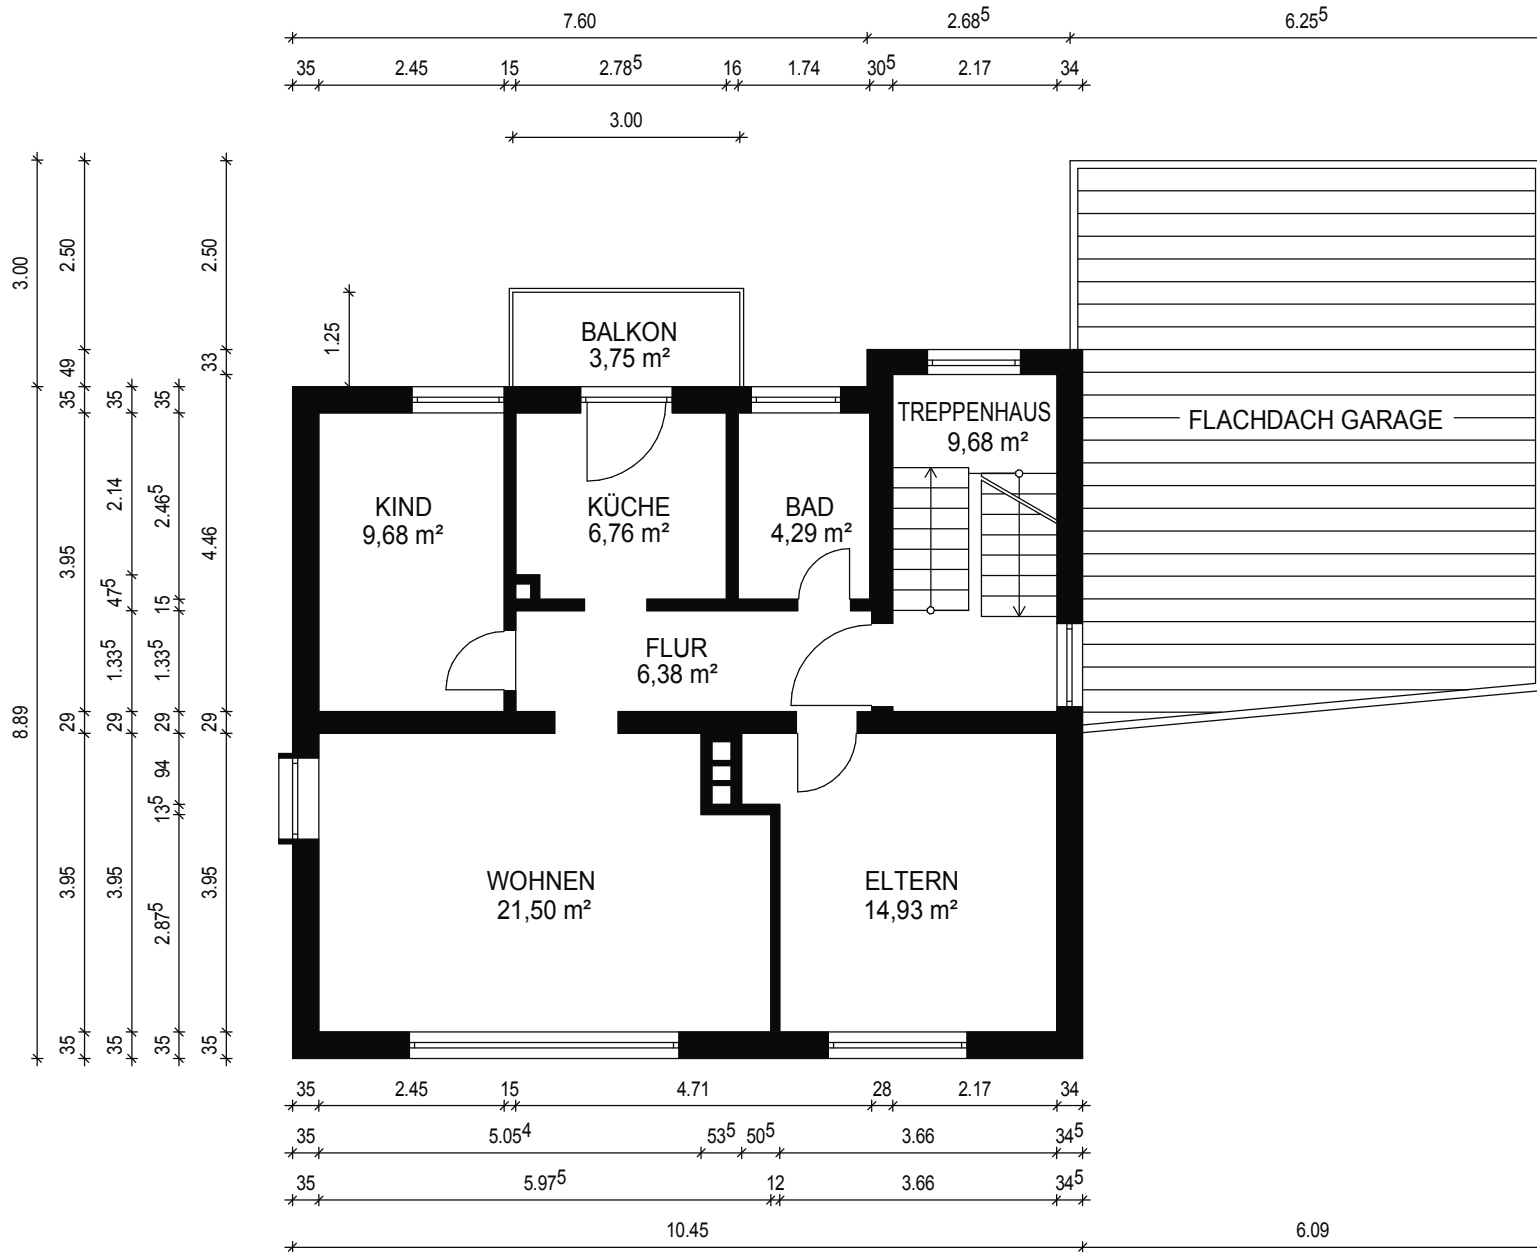 7.60 2.68⁵ 6.25⁵
35 2.45 15 2.78⁵ 16 1.74 30⁵ 2.17 34
3.00
3.00
8.89
2.50
49
35
3.95
29
3.95
35
35
2.14
47⁵
1.33⁵
29
3.95
35
35
2.46⁵
15
1.33⁵
29
94
13⁵
2.87⁵
35
2.50
33
4.46
29
3.95
35
1.25
BALKON
3,75 m²
TREPPENHAUS
9,68 m²
FLACHDACH GARAGE
KIND
9,68 m²
KÜCHE
6,76 m²
BAD
4,29 m²
FLUR
6,38 m²
WOHNEN
21,50 m²
ELTERN
14,93 m²
35 2.45 15 4.71 28 2.17 34
35 5.05⁴ 53⁵ 50⁵ 3.66 34⁵
35 5.97⁵ 12 3.66 34⁵
10.45 6.09